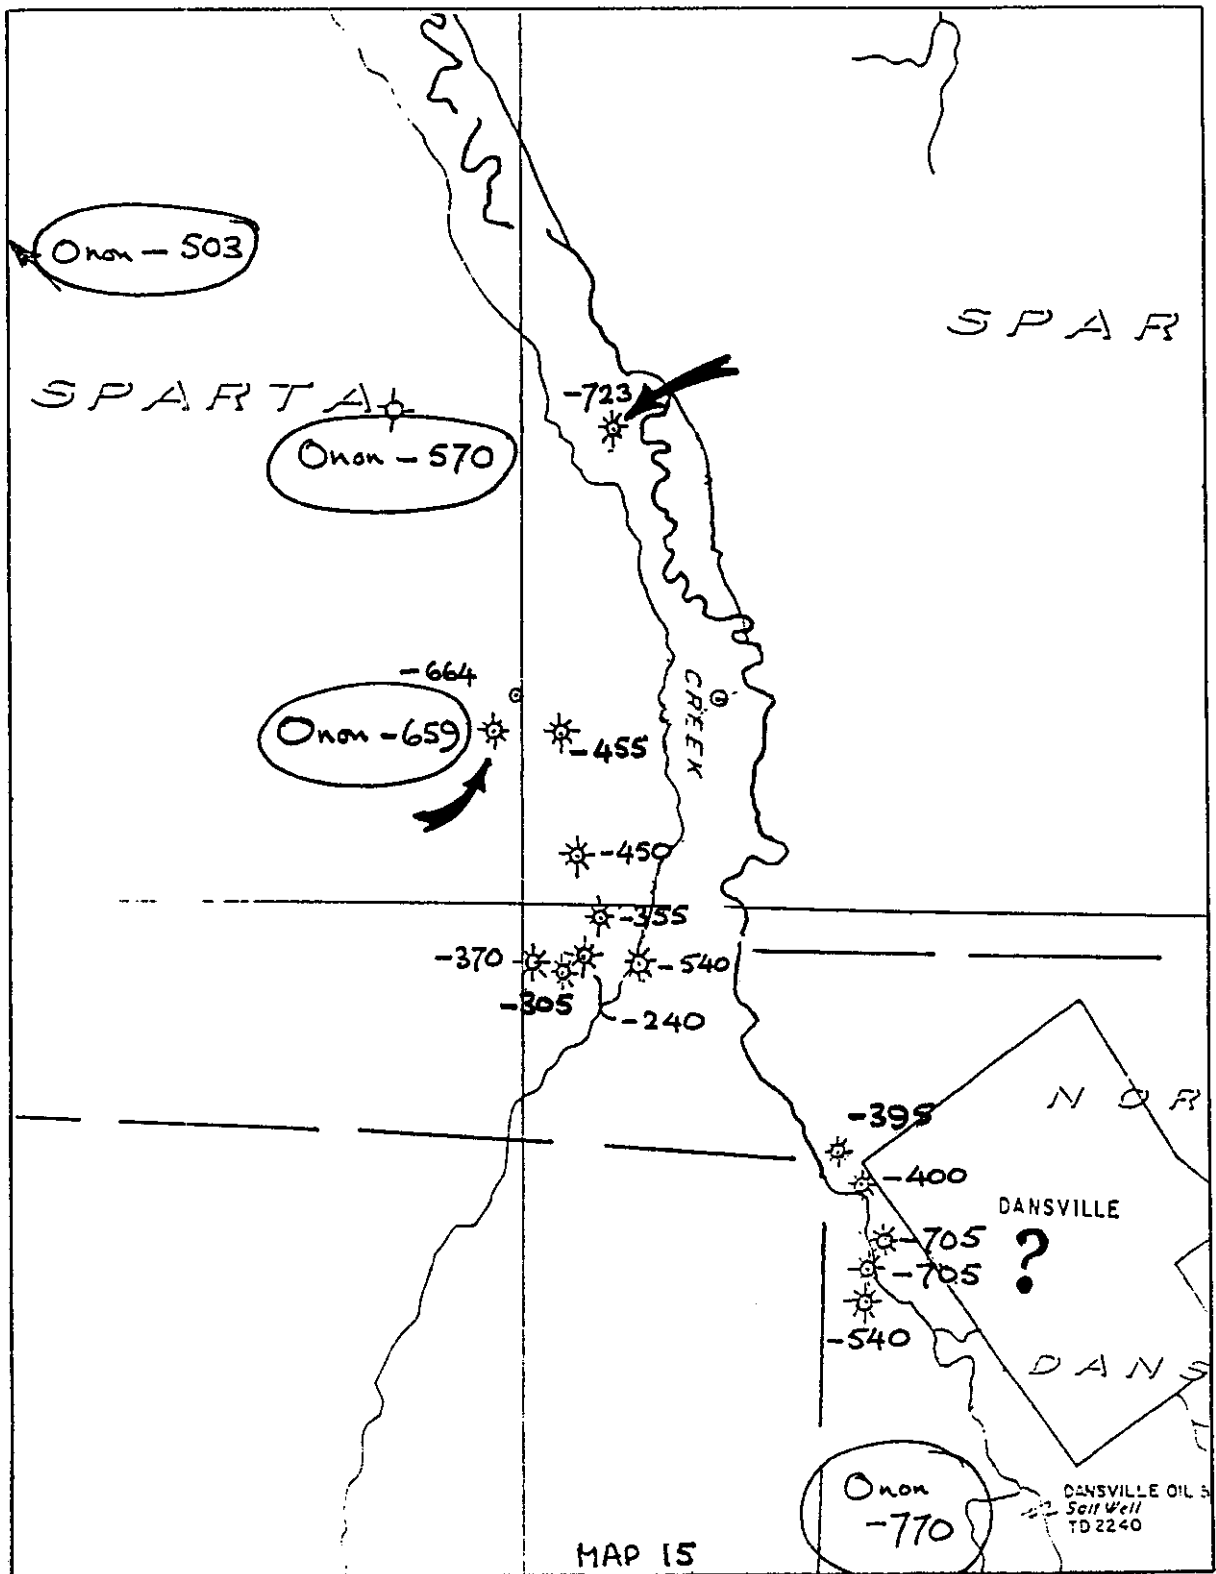 Onon - 503
SPAR
SPARTA
-723
Onon - 570
-664
CREEK
Onon - 659
-455
-450
-355
-370
-540
-305
-240
NOR
-395
-400
DANSVILLE
-705
?
-705
-540
DANS
Onon
-770
DANSVILLE OIL
Salt Well
TD 2240
MAP 15